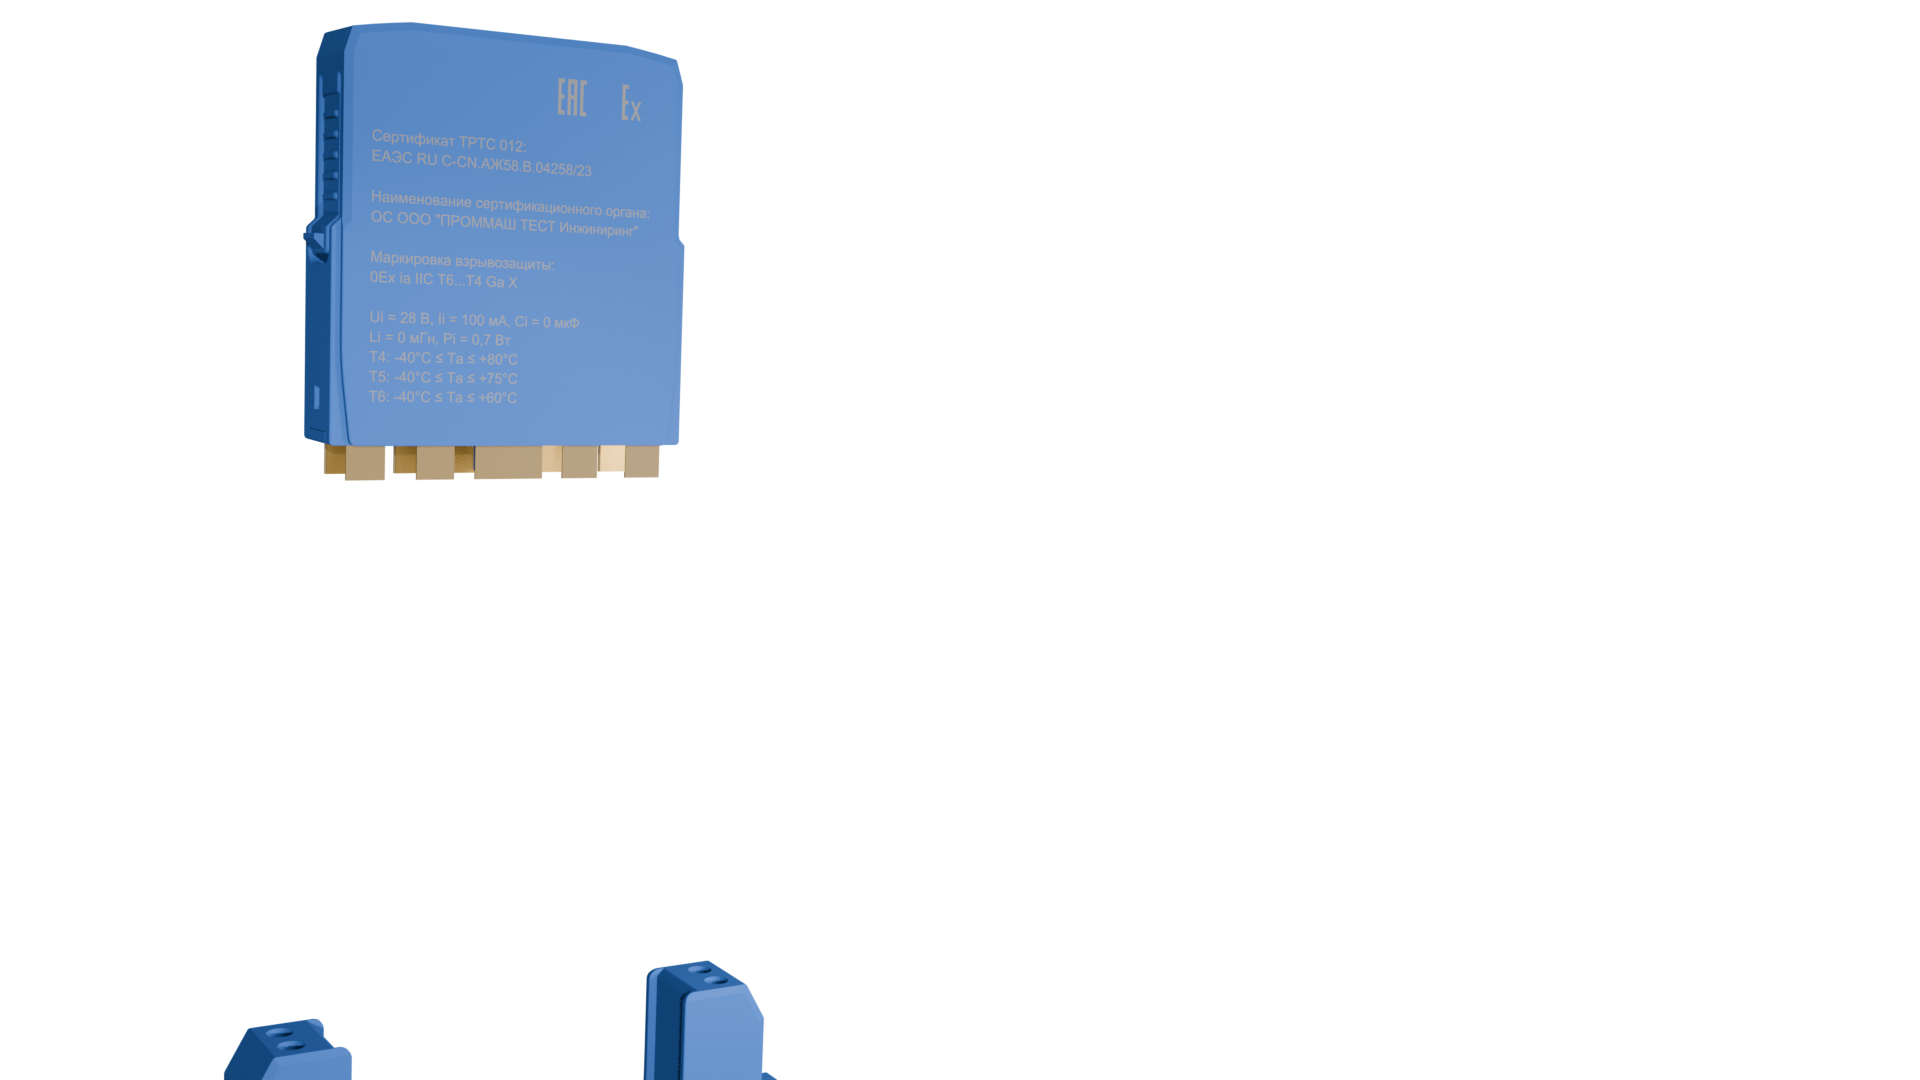 EAC Ex
Сертификат ТРТС 012:
ЕАЭС RU C-CN.АЖ58.В.04258/23
Наименование сертификационного органа:
ОС ООО "ПРОММАШ ТЕСТ Инжиниринг"
Маркировка взрывозащиты:
0Ex ia IIC T6...T4 Ga X
Ui = 28 В, Ii = 100 мА, Ci = 0 мкФ
Li = 0 мГн, Pi = 0,7 Вт
T4: -40°C ≤ Ta ≤ +80°C
T5: -40°C ≤ Ta ≤ +75°C
T6: -40°C ≤ Ta ≤ +60°C